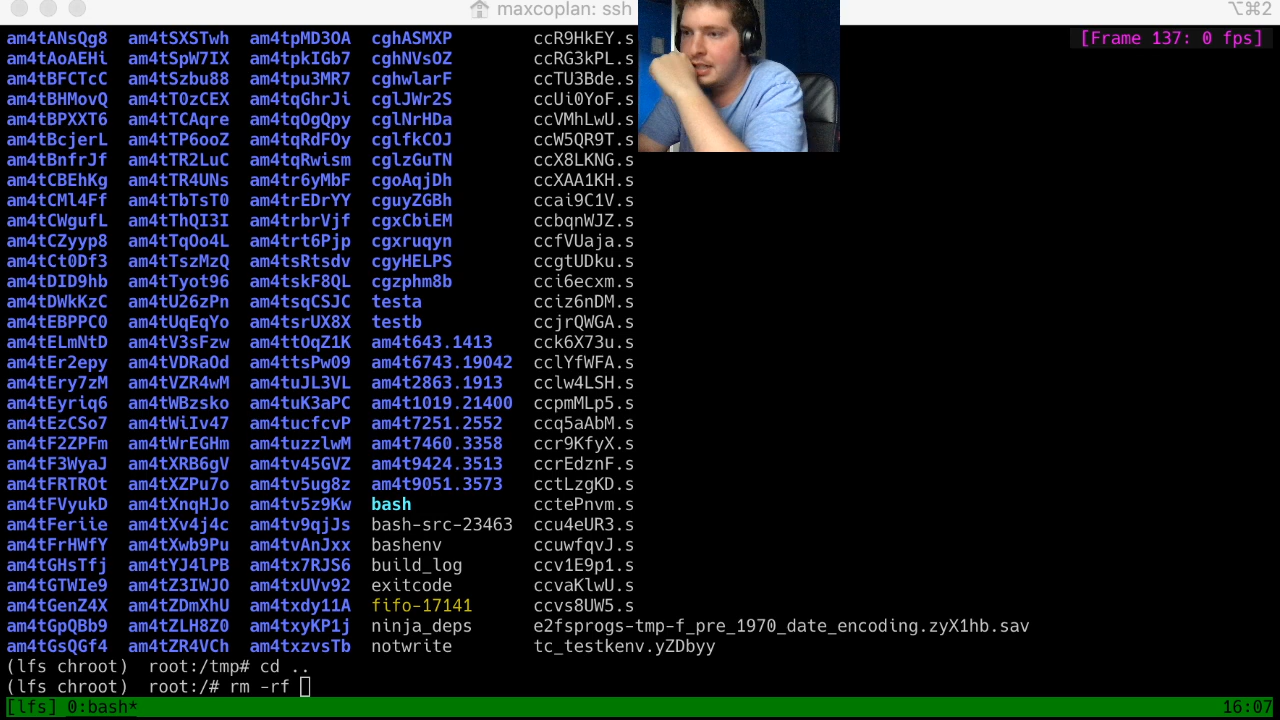 maxcoplan: ssh ⌥⌘2
am4tANsQg8 am4tSXSTwh am4tpMD3OA cghASMXP ccR9HkEY.s [Frame 137: 0 fps]
am4tAoAEHi am4tSpW7IX am4tpkIGb7 cghNVsOZ ccRG3kPL.s
am4tBFCTcC am4tSzbu88 am4tpu3MR7 cghwlarF ccTU3Bde.s
am4tBHMovQ am4tT0zCEX am4tqGhrJi cglJWr2S ccUi0YoF.s
am4tBPXXT6 am4tTCAqre am4tqOgQpy cglNrHDa ccVMhLwU.s
am4tBcjerL am4tTP6ooZ am4tqRdFOy cglfkCOJ ccW5QR9T.s
am4tBnfrJf am4tTR2LuC am4tqRwism cglzGuTN ccX8LKNG.s
am4tCBEhKg am4tTR4UNs am4tr6yMbF cgoAqjDh ccXAA1KH.s
am4tCMl4Ff am4tTbTsT0 am4trEDrYY cguyZGBh ccai9C1V.s
am4tCWgufL am4tThQI3I am4trbrVjf cgxCbiEM ccbqnWJZ.s
am4tCZyyp8 am4tTqOo4L am4trt6Pjp cgxruqyn ccfVUaja.s
am4tCt0Df3 am4tTszMzQ am4tsRtsdv cgyHELPS ccgtUDku.s
am4tDID9hb am4tTyot96 am4tskF8QL cgzphm8b cci6ecxm.s
am4tDWkKzC am4tU26zPn am4tsqCSJC testa cciz6nDM.s
am4tEBPPC0 am4tUqEqYo am4tsrUX8X testb ccjrQWGA.s
am4tELmNtD am4tV3sFzw am4ttOqZ1K am4t643.1413 cck6X73u.s
am4tEr2epy am4tVDRaOd am4ttsPwO9 am4t6743.19042 cclYfWFA.s
am4tEry7zM am4tVZR4wM am4tuJL3VL am4t2863.1913 cclw4LSH.s
am4tEyriq6 am4tWBzsko am4tuK3aPC am4t1019.21400 ccpmMLp5.s
am4tEzCSo7 am4tWiIv47 am4tucfcvP am4t7251.2552 ccq5aAbM.s
am4tF2ZPFm am4tWrEGHm am4tuzzlwM am4t7460.3358 ccr9KfyX.s
am4tF3WyaJ am4tXRB6gV am4tv45GVZ am4t9424.3513 ccrEdznF.s
am4tFRTROt am4tXZPu7o am4tv5ug8z am4t9051.3573 cctLzgKD.s
am4tFVyukD am4tXnqHJo am4tv5z9Kw bash cctePnvm.s
am4tFeriie am4tXv4j4c am4tv9qjJs bash-src-23463 ccu4eUR3.s
am4tFrHWfY am4tXwb9Pu am4tvAnJxx bashenv ccuwfqvJ.s
am4tGHsTfj am4tYJ4lPB am4tx7RJS6 build_log ccv1E9p1.s
am4tGTWIe9 am4tZ3IWJO am4txUVv92 exitcode ccvaKlwU.s
am4tGenZ4X am4tZDmXhU am4txdy11A fifo-17141 ccvs8UW5.s
am4tGpQBb9 am4tZLH8Z0 am4txyKP1j ninja_deps e2fsprogs-tmp-f_pre_1970_date_encoding.zyX1hb.sav
am4tGsQGf4 am4tZR4VCh am4txzvsTb notwrite tc_testkenv.yZDbyy
(lfs chroot) root:/tmp# cd ..
(lfs chroot) root:/# rm -rf
[lfs] 0:bash* 16:07